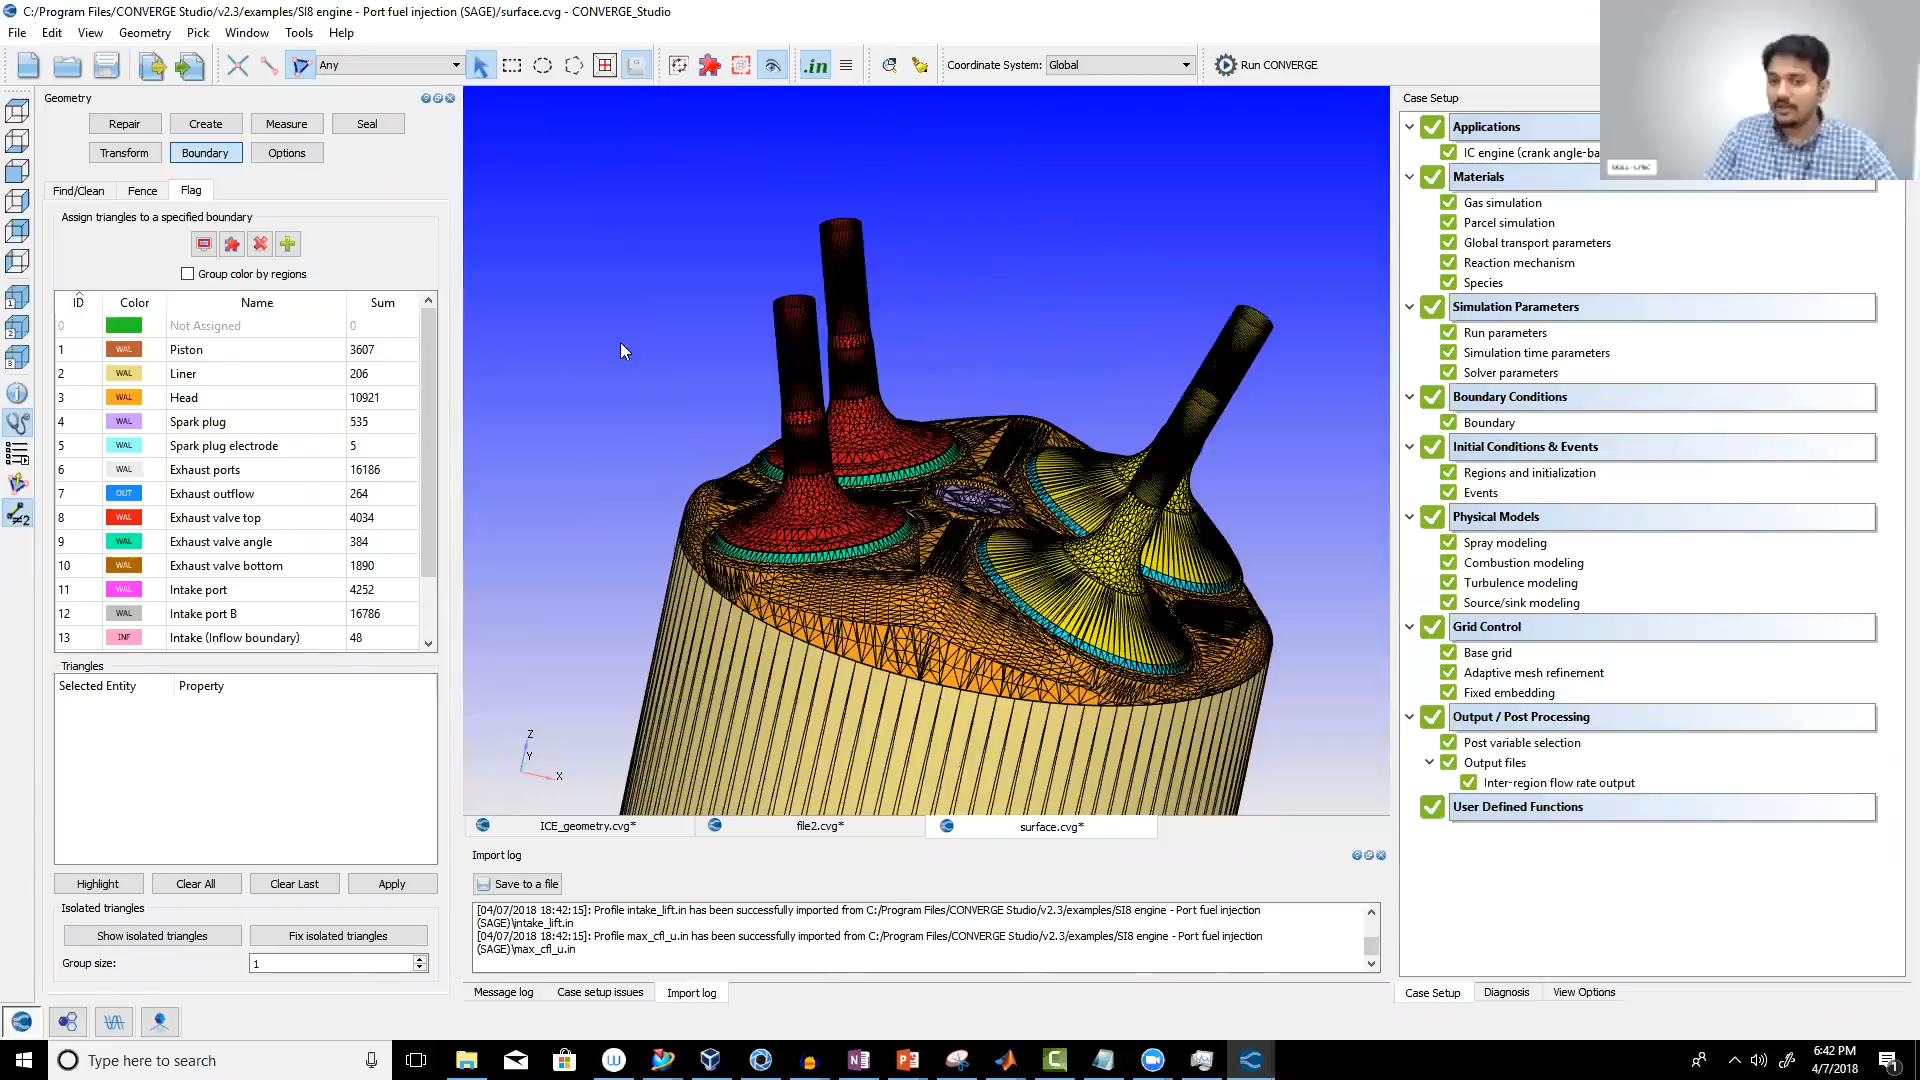 C:/Program Files/CONVERGE Studio/v2.3/examples/SI8 engine - Port fuel injection (SAGE)/surface.cvg - CONVERGE_Studio
File Edit View Geometry Pick Window Tools Help
Any
.in
Coordinate System: Global
Run CONVERGE
Geometry
Repair Create Measure Seal
Transform Boundary Options
Find/Clean Fence Flag
Assign triangles to a specified boundary
Group color by regions
ID Color Name Sum
0 Not Assigned 0
1 WAL Piston 3607
2 WAL Liner 206
3 WAL Head 10921
4 WAL Spark plug 535
5 WAL Spark plug electrode 5
6 WAL Exhaust ports 16186
7 OUT Exhaust outflow 264
8 WAL Exhaust valve top 4034
9 WAL Exhaust valve angle 384
10 WAL Exhaust valve bottom 1890
11 WAL Intake port 4252
12 WAL Intake port B 16786
13 INF Intake (Inflow boundary) 48
Triangles
Selected Entity Property
Highlight Clear All Clear Last Apply
Isolated triangles
Show isolated triangles Fix isolated triangles
Group size: 1
Z
Y
X
ICE_geometry.cvg* file2.cvg* surface.cvg*
Import log
Save to a file
[04/07/2018 18:42:15]: Profile intake_lift.in has been successfully imported from C:/Program Files/CONVERGE Studio/v2.3/examples/SI8 engine - Port fuel injection
(SAGE)\intake_lift.in
[04/07/2018 18:42:15]: Profile max_cfl_u.in has been successfully imported from C:/Program Files/CONVERGE Studio/v2.3/examples/SI8 engine - Port fuel injection
(SAGE)\max_cfl_u.in
Message log Case setup issues Import log
Case Setup
Applications
IC engine (crank angle-ba
Materials
Gas simulation
Parcel simulation
Global transport parameters
Reaction mechanism
Species
Simulation Parameters
Run parameters
Simulation time parameters
Solver parameters
Boundary Conditions
Boundary
Initial Conditions & Events
Regions and initialization
Events
Physical Models
Spray modeling
Combustion modeling
Turbulence modeling
Source/sink modeling
Grid Control
Base grid
Adaptive mesh refinement
Fixed embedding
Output / Post Processing
Post variable selection
Output files
Inter-region flow rate output
User Defined Functions
Case Setup Diagnosis View Options
Type here to search
6:42 PM
4/7/2018